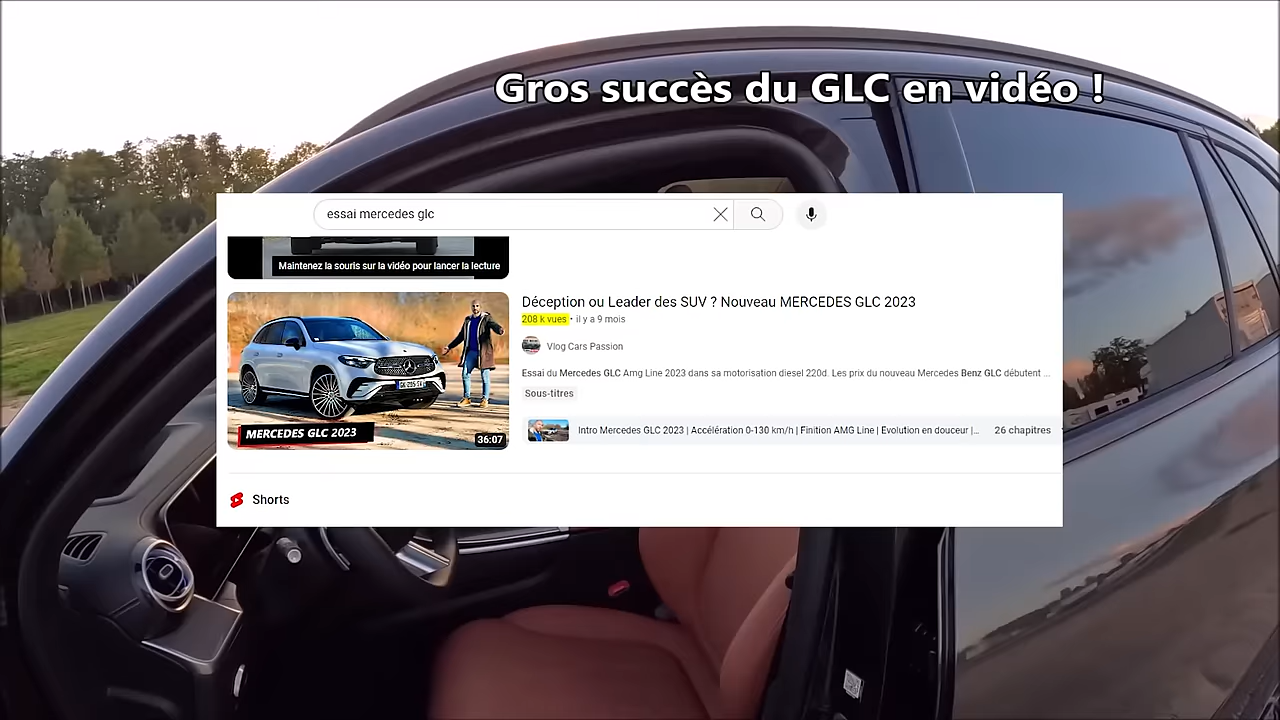 Gros succès du GLC en vidéo !
essai mercedes glc
Maintenez la souris sur la vidéo pour lancer la lecture
Déception ou Leader des SUV ? Nouveau MERCEDES GLC 2023
208 k vues • il y a 9 mois
Vlog Cars Passion
Essai du Mercedes GLC Amg Line 2023 dans sa motorisation diesel 220d. Les prix du nouveau Mercedes Benz GLC débutent ...
Sous-titres
MERCEDES GLC 2023
36:07
Intro Mercedes GLC 2023 | Accélération 0-130 km/h | Finition AMG Line | Evolution en douceur |...
26 chapitres
Shorts